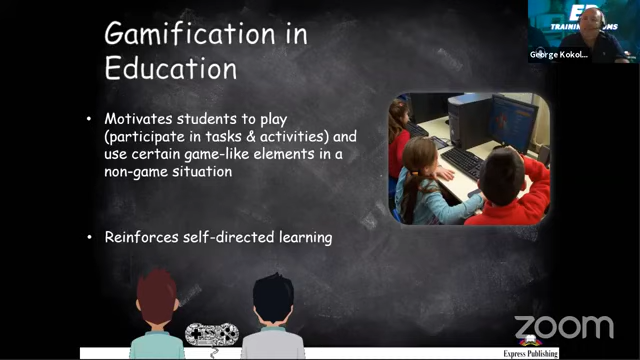 Gamification in
Education
• Motivates students to play
(participate in tasks & activities) and
use certain game-like elements in a
non-game situation
• Reinforces self-directed learning
George Kokol...
zoom
Express Publishing